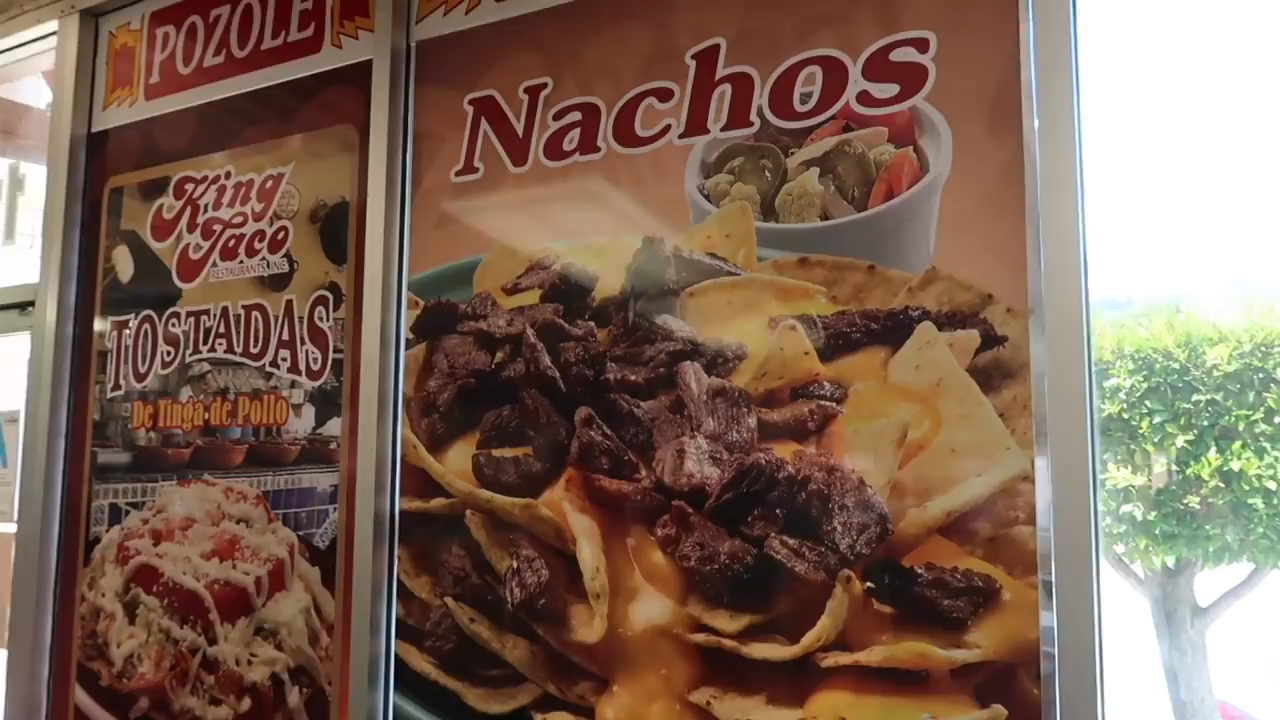 POZOLE
King
Taco
RESTAURANTS, INC.
TOSTADAS
De Tinga de Pollo
Nachos